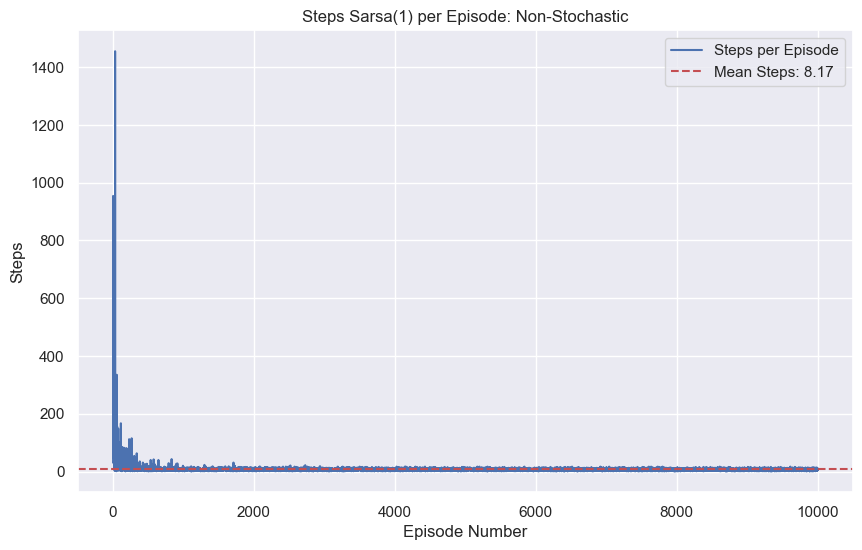 Steps Sarsa(1) per Episode: Non-Stochastic
Steps per Episode
Mean Steps: 8.17
1400
1200
1000
800
600
400
200
0
Steps
0 2000 4000 6000 8000 10000
Episode Number